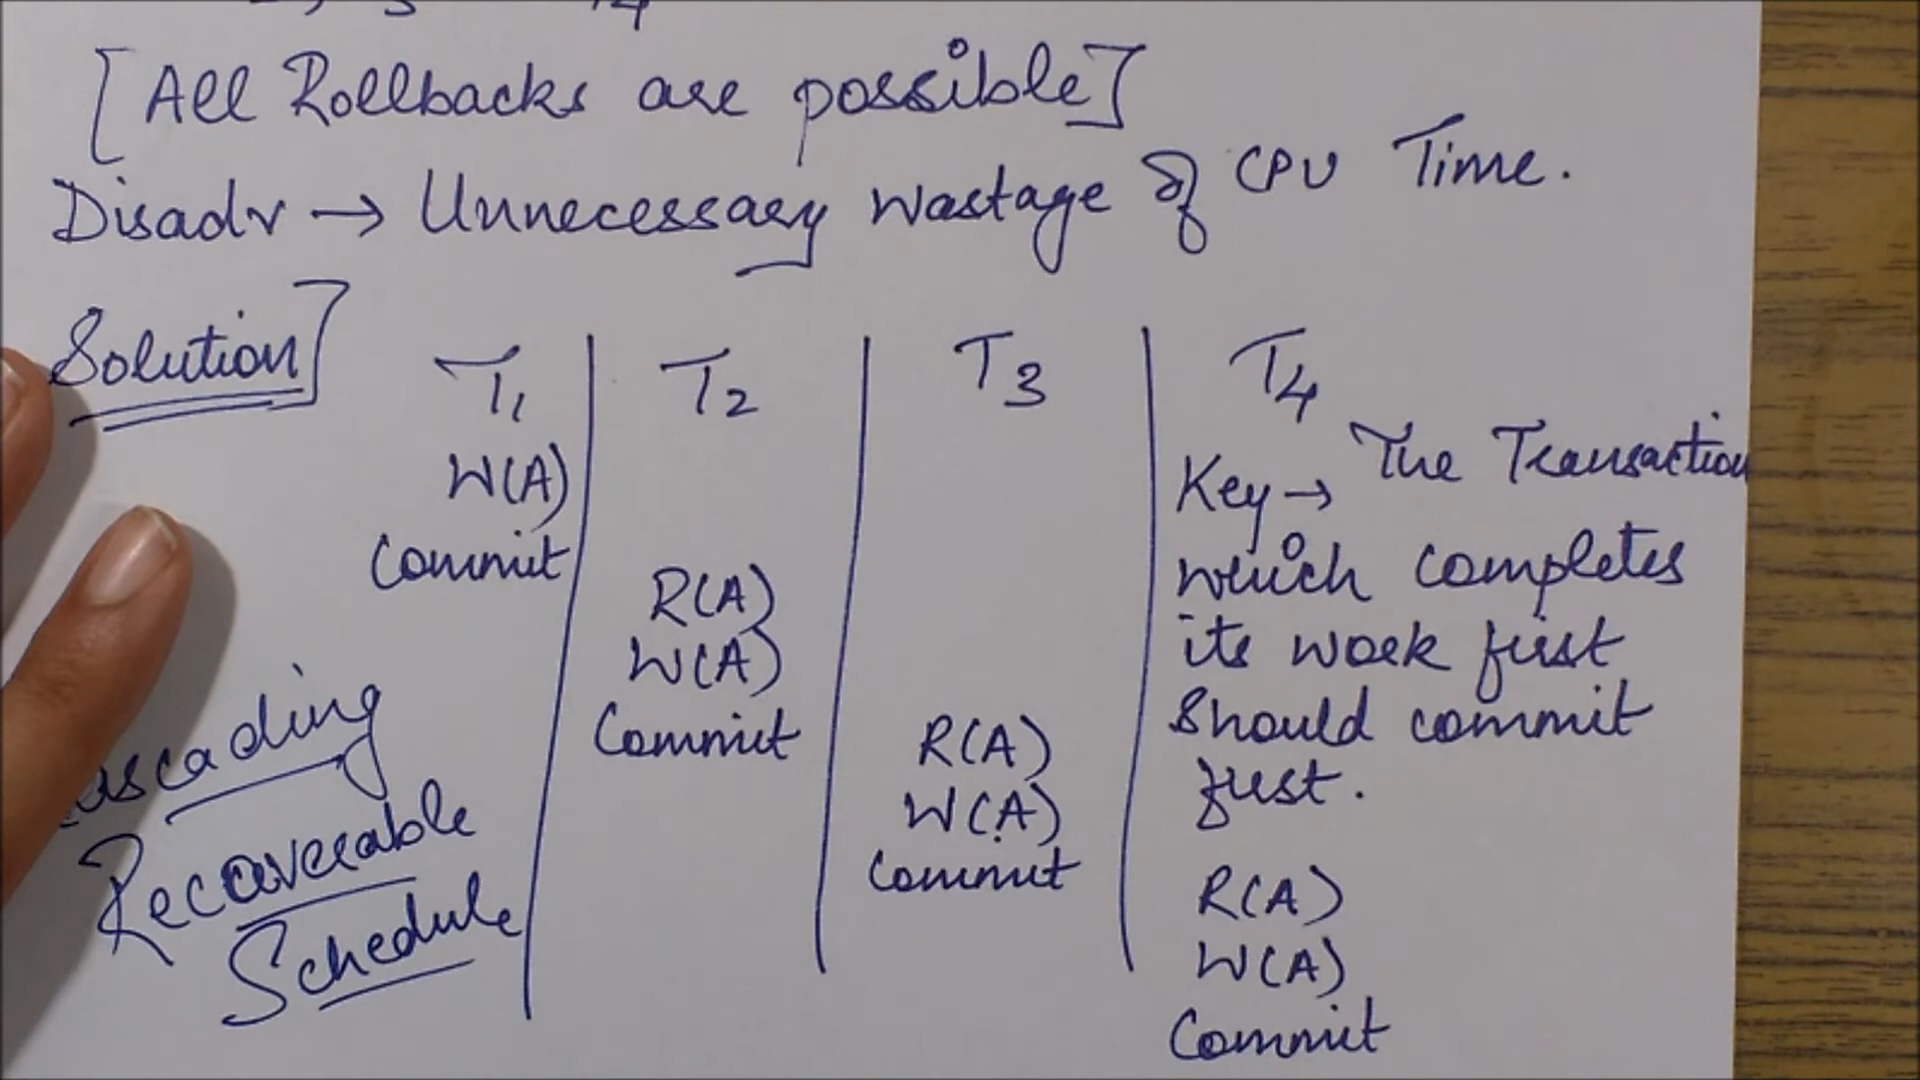 [All Rollbacks are possible]
Disadv → Unnecessary wastage of CPU Time.
Solution]
T1 T2 T3 T4
W(A)
Commit
R(A)
W(A)
Commit
R(A)
W(A)
Commit
Key → The Transaction
which completes
its work first
should commit
first.
R(A)
W(A)
Commit
Cascading
Recoverable
Schedule